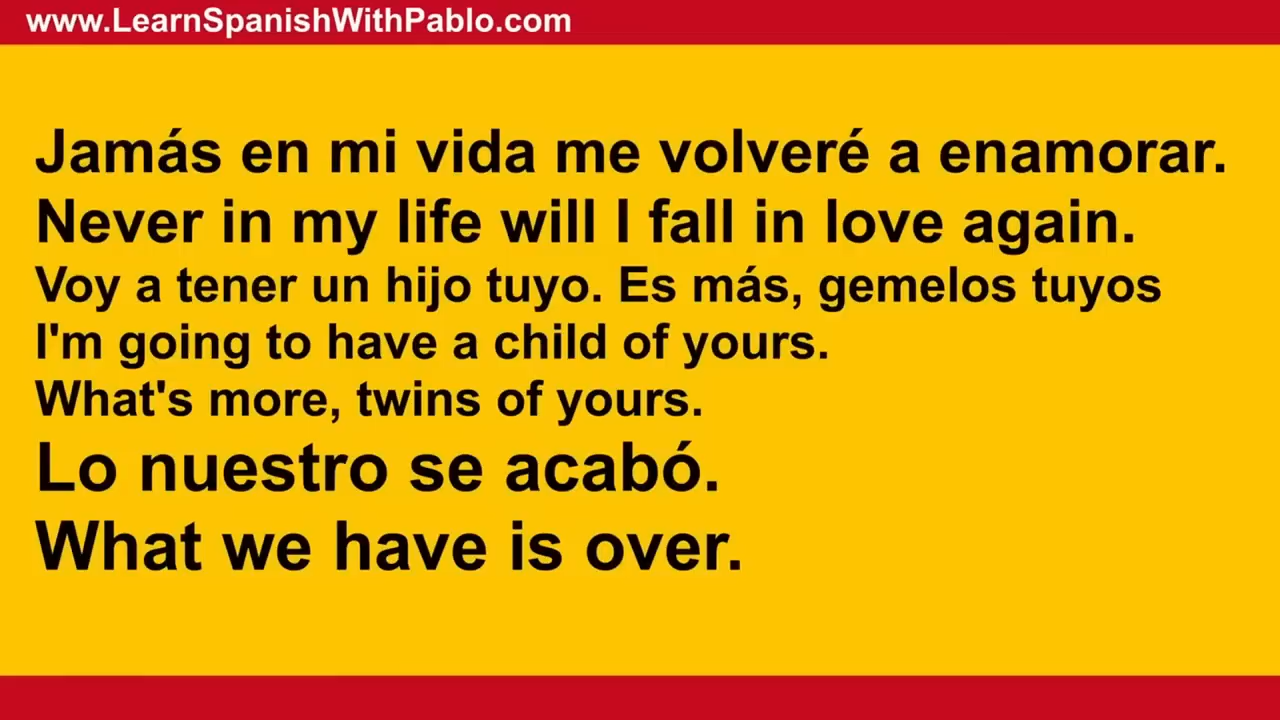 www.LearnSpanishWithPablo.com
Jamás en mi vida me volveré a enamorar.
Never in my life will I fall in love again.
Voy a tener un hijo tuyo. Es más, gemelos tuyos
I'm going to have a child of yours.
What's more, twins of yours.
Lo nuestro se acabó.
What we have is over.